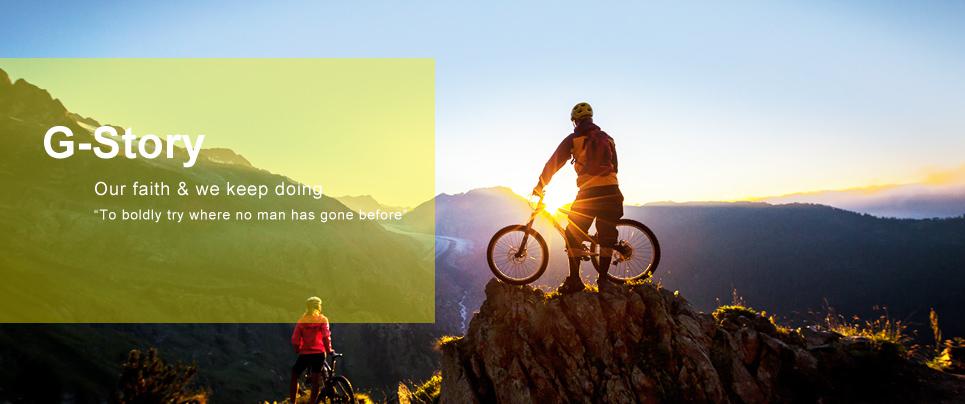 G-Story
Our faith & we keep doing
“To boldly try where no man has gone before”